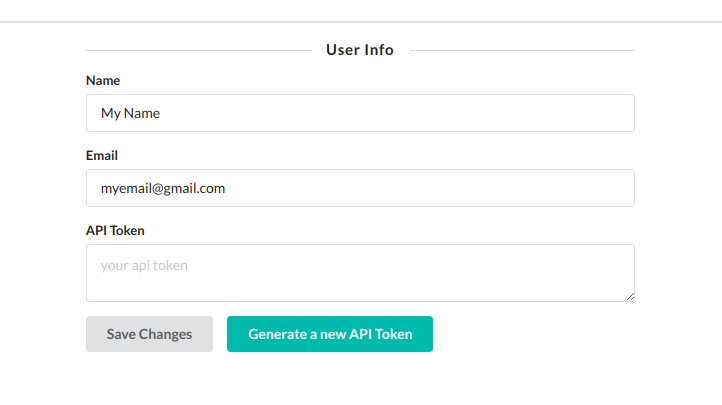 User Info
Name
My Name
Email
myemail@gmail.com
API Token
your api token
Save Changes
Generate a new API Token